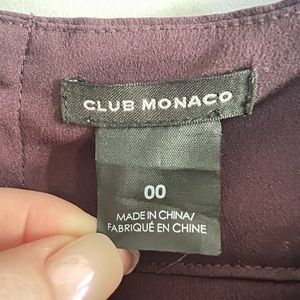 CLUB MONACO
00
MADE IN CHINA/
FABRIQUÉ EN CHINE